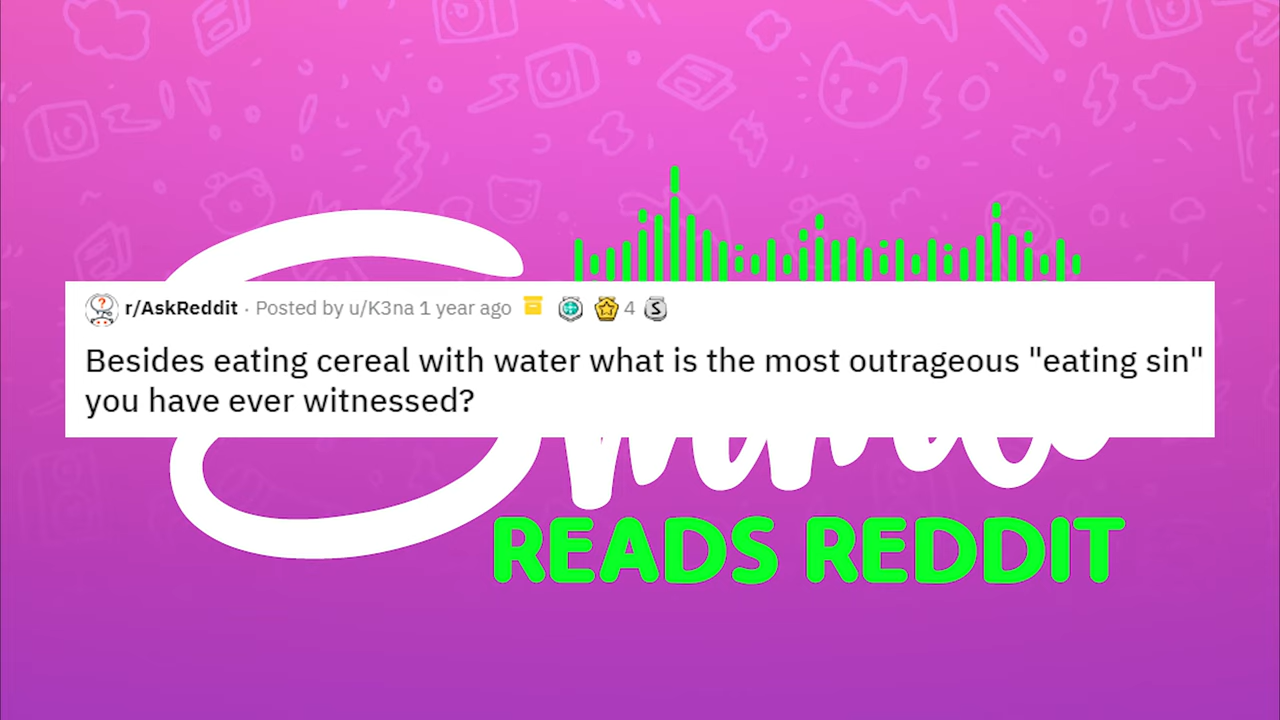 r/AskReddit · Posted by u/K3na 1 year ago 4
Besides eating cereal with water what is the most outrageous "eating sin"
you have ever witnessed?
READS REDDIT